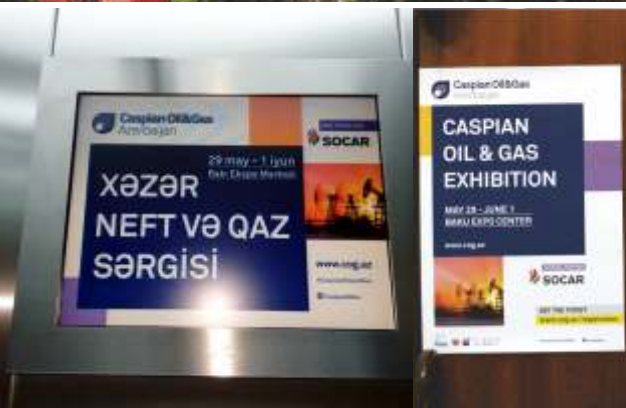 Caspian Oil&Gas
Azerbaijan
SOCAR
29 may - 1 iyun
Bakı Ekspo Mərkəzi
XƏZƏR
NEFT VƏ QAZ
SƏRGİSİ
www.cog.az
Caspian Oil&Gas
Azerbaijan
CASPIAN
OIL & GAS
EXHIBITION
MAY 29 - JUNE 1
BAKU EXPO CENTER
www.cog.az
SOCAR
GET THE TICKET